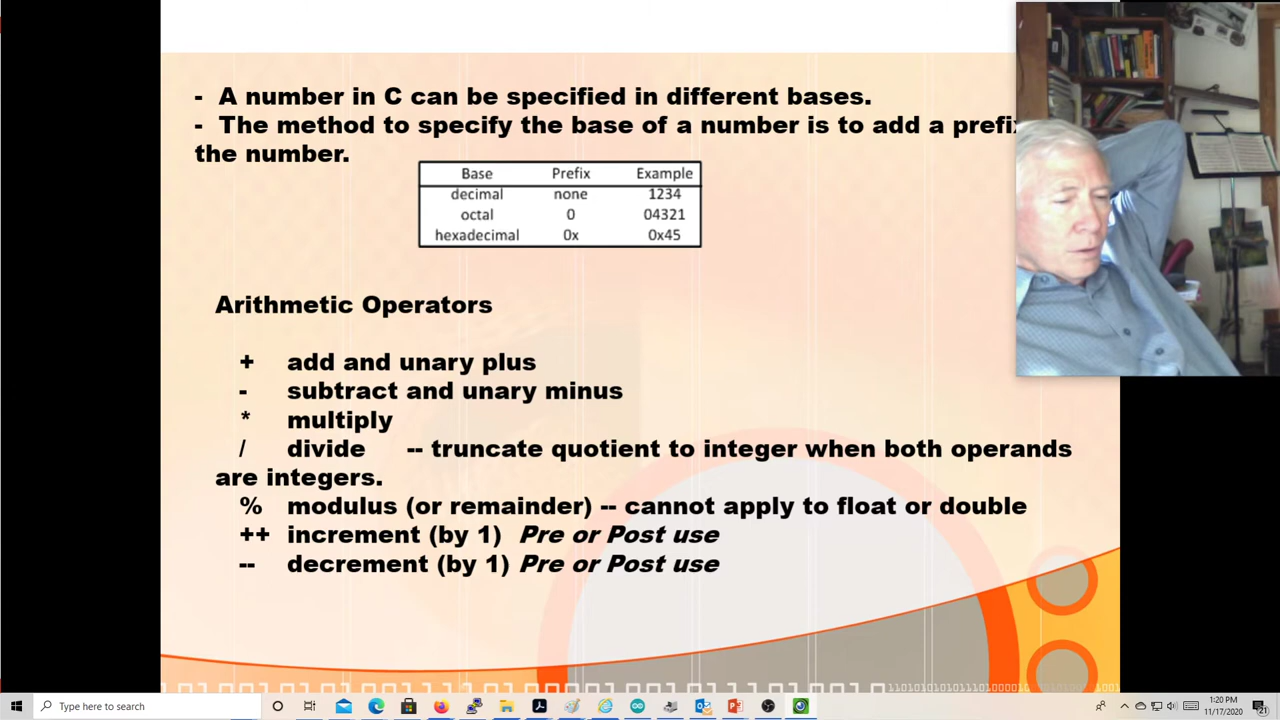 - A number in C can be specified in different bases.
- The method to specify the base of a number is to add a prefix
the number.
Base Prefix Example
decimal none 1234
octal 0 04321
hexadecimal 0x 0x45
Arithmetic Operators
+ add and unary plus
- subtract and unary minus
* multiply
/ divide -- truncate quotient to integer when both operands
are integers.
% modulus (or remainder) -- cannot apply to float or double
++ increment (by 1) Pre or Post use
-- decrement (by 1) Pre or Post use
Type here to search
1:20 PM
11/17/2020
21